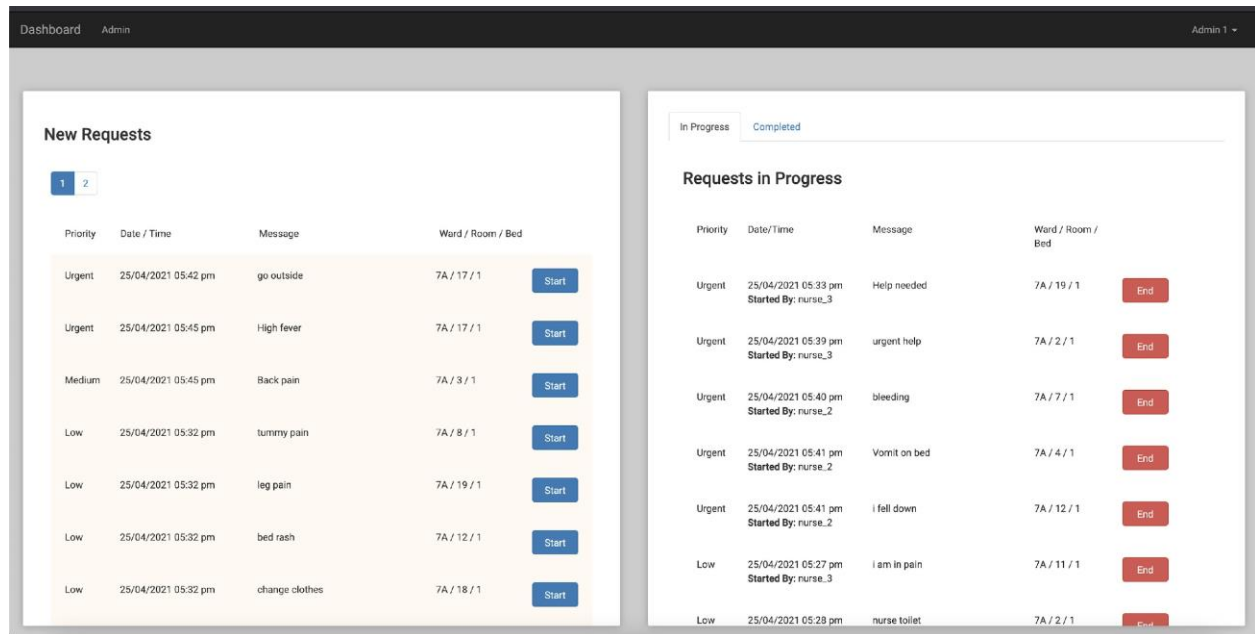 Dashboard Admin Admin 1
New Requests
1 2
Priority Date / Time Message Ward / Room / Bed
Urgent 25/04/2021 05:42 pm go outside 7A / 17 / 1 Start
Urgent 25/04/2021 05:45 pm High fever 7A / 17 / 1 Start
Medium 25/04/2021 05:45 pm Back pain 7A / 3 / 1 Start
Low 25/04/2021 05:32 pm tummy pain 7A / 8 / 1 Start
Low 25/04/2021 05:32 pm leg pain 7A / 19 / 1 Start
Low 25/04/2021 05:32 pm bed rash 7A / 12 / 1 Start
Low 25/04/2021 05:32 pm change clothes 7A / 18 / 1 Start
In Progress Completed
Requests in Progress
Priority Date/Time Message Ward / Room /
Bed
Urgent 25/04/2021 05:33 pm Help needed 7A / 19 / 1 End
Started By: nurse_3
Urgent 25/04/2021 05:39 pm urgent help 7A / 2 / 1 End
Started By: nurse_3
Urgent 25/04/2021 05:40 pm bleeding 7A / 7 / 1 End
Started By: nurse_2
Urgent 25/04/2021 05:41 pm Vomit on bed 7A / 4 / 1 End
Started By: nurse_2
Urgent 25/04/2021 05:41 pm i fell down 7A / 12 / 1 End
Started By: nurse_2
Low 25/04/2021 05:27 pm i am in pain 7A / 11 / 1 End
Started By: nurse_3
Low 25/04/2021 05:28 pm nurse toilet 7A / 2 / 1 End